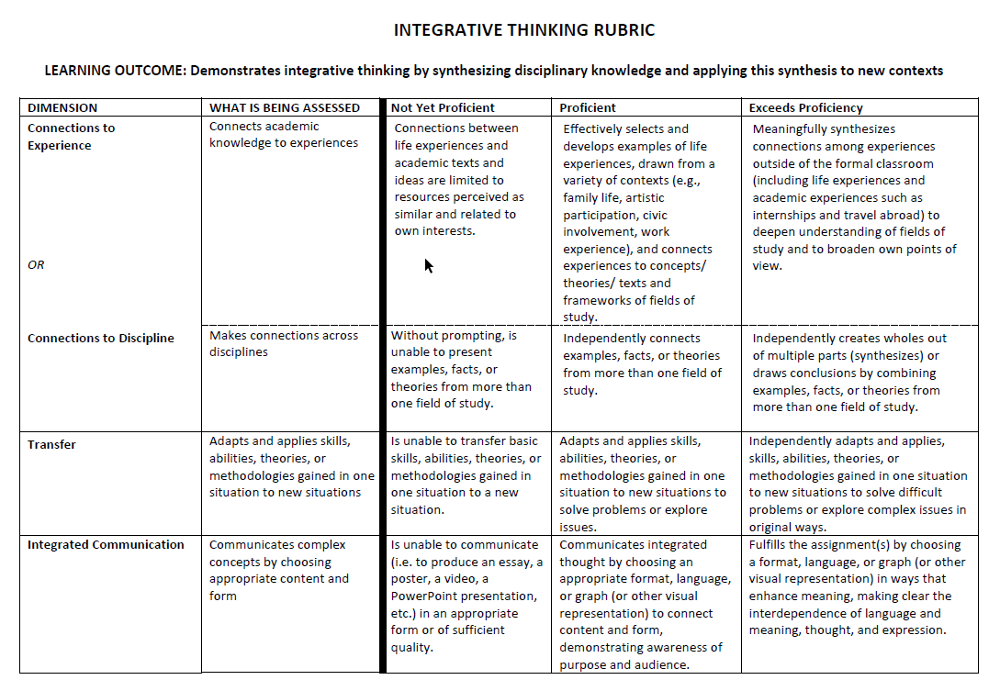 INTEGRATIVE THINKING RUBRIC
LEARNING OUTCOME: Demonstrates integrative thinking by synthesizing disciplinary knowledge and applying this synthesis to new contexts
DIMENSION
WHAT IS BEING ASSESSED
Not Yet Proficient
Proficient
Exceeds Proficiency
Connections to
Experience
OR
Connects academic
knowledge to experiences
Connections between
life experiences and
academic texts and
ideas are limited to
resources perceived as
similar and related to
own interests.
Effectively selects and
develops examples of life
experiences, drawn from a
variety of contexts (e.g.,
family life, artistic
participation, civic
involvement, work
experience), and connects
experiences to concepts/
theories/ texts and
frameworks of fields of
study.
Meaningfully synthesizes
connections among experiences
outside of the formal classroom
(including life experiences and
academic experiences such as
internships and travel abroad) to
deepen understanding of fields of
study and to broaden own points of
view.
Connections to Discipline
Makes connections across
disciplines
Without prompting, is
unable to present
examples, facts, or
theories from more than
one field of study.
Independently connects
examples, facts, or theories
from more than one field of
study.
Independently creates wholes out
of multiple parts (synthesizes) or
draws conclusions by combining
examples, facts, or theories from
more than one field of study.
Transfer
Adapts and applies skills,
abilities, theories, or
methodologies gained in one
situation to new situations
Is unable to transfer basic
skills, abilities, theories, or
methodologies gained in
one situation to a new
situation.
Adapts and applies skills,
abilities, theories, or
methodologies gained in one
situation to new situations to
solve problems or explore
issues.
Independently adapts and applies,
skills, abilities, theories, or
methodologies gained in one situation
to new situations to solve difficult
problems or explore complex issues in
original ways.
Integrated Communication
Communicates complex
concepts by choosing
appropriate content and
form
Is unable to communicate
(i.e. to produce an essay, a
poster, a video, a
PowerPoint presentation,
etc.) in an appropriate
form or of sufficient
quality.
Communicates integrated
thought by choosing an
appropriate format, language,
or graph (or other visual
representation) to connect
content and form,
demonstrating awareness of
purpose and audience.
Fulfills the assignment(s) by choosing
a format, language, or graph (or other
visual representation) in ways that
enhance meaning, making clear the
interdependence of language and
meaning, thought, and expression.